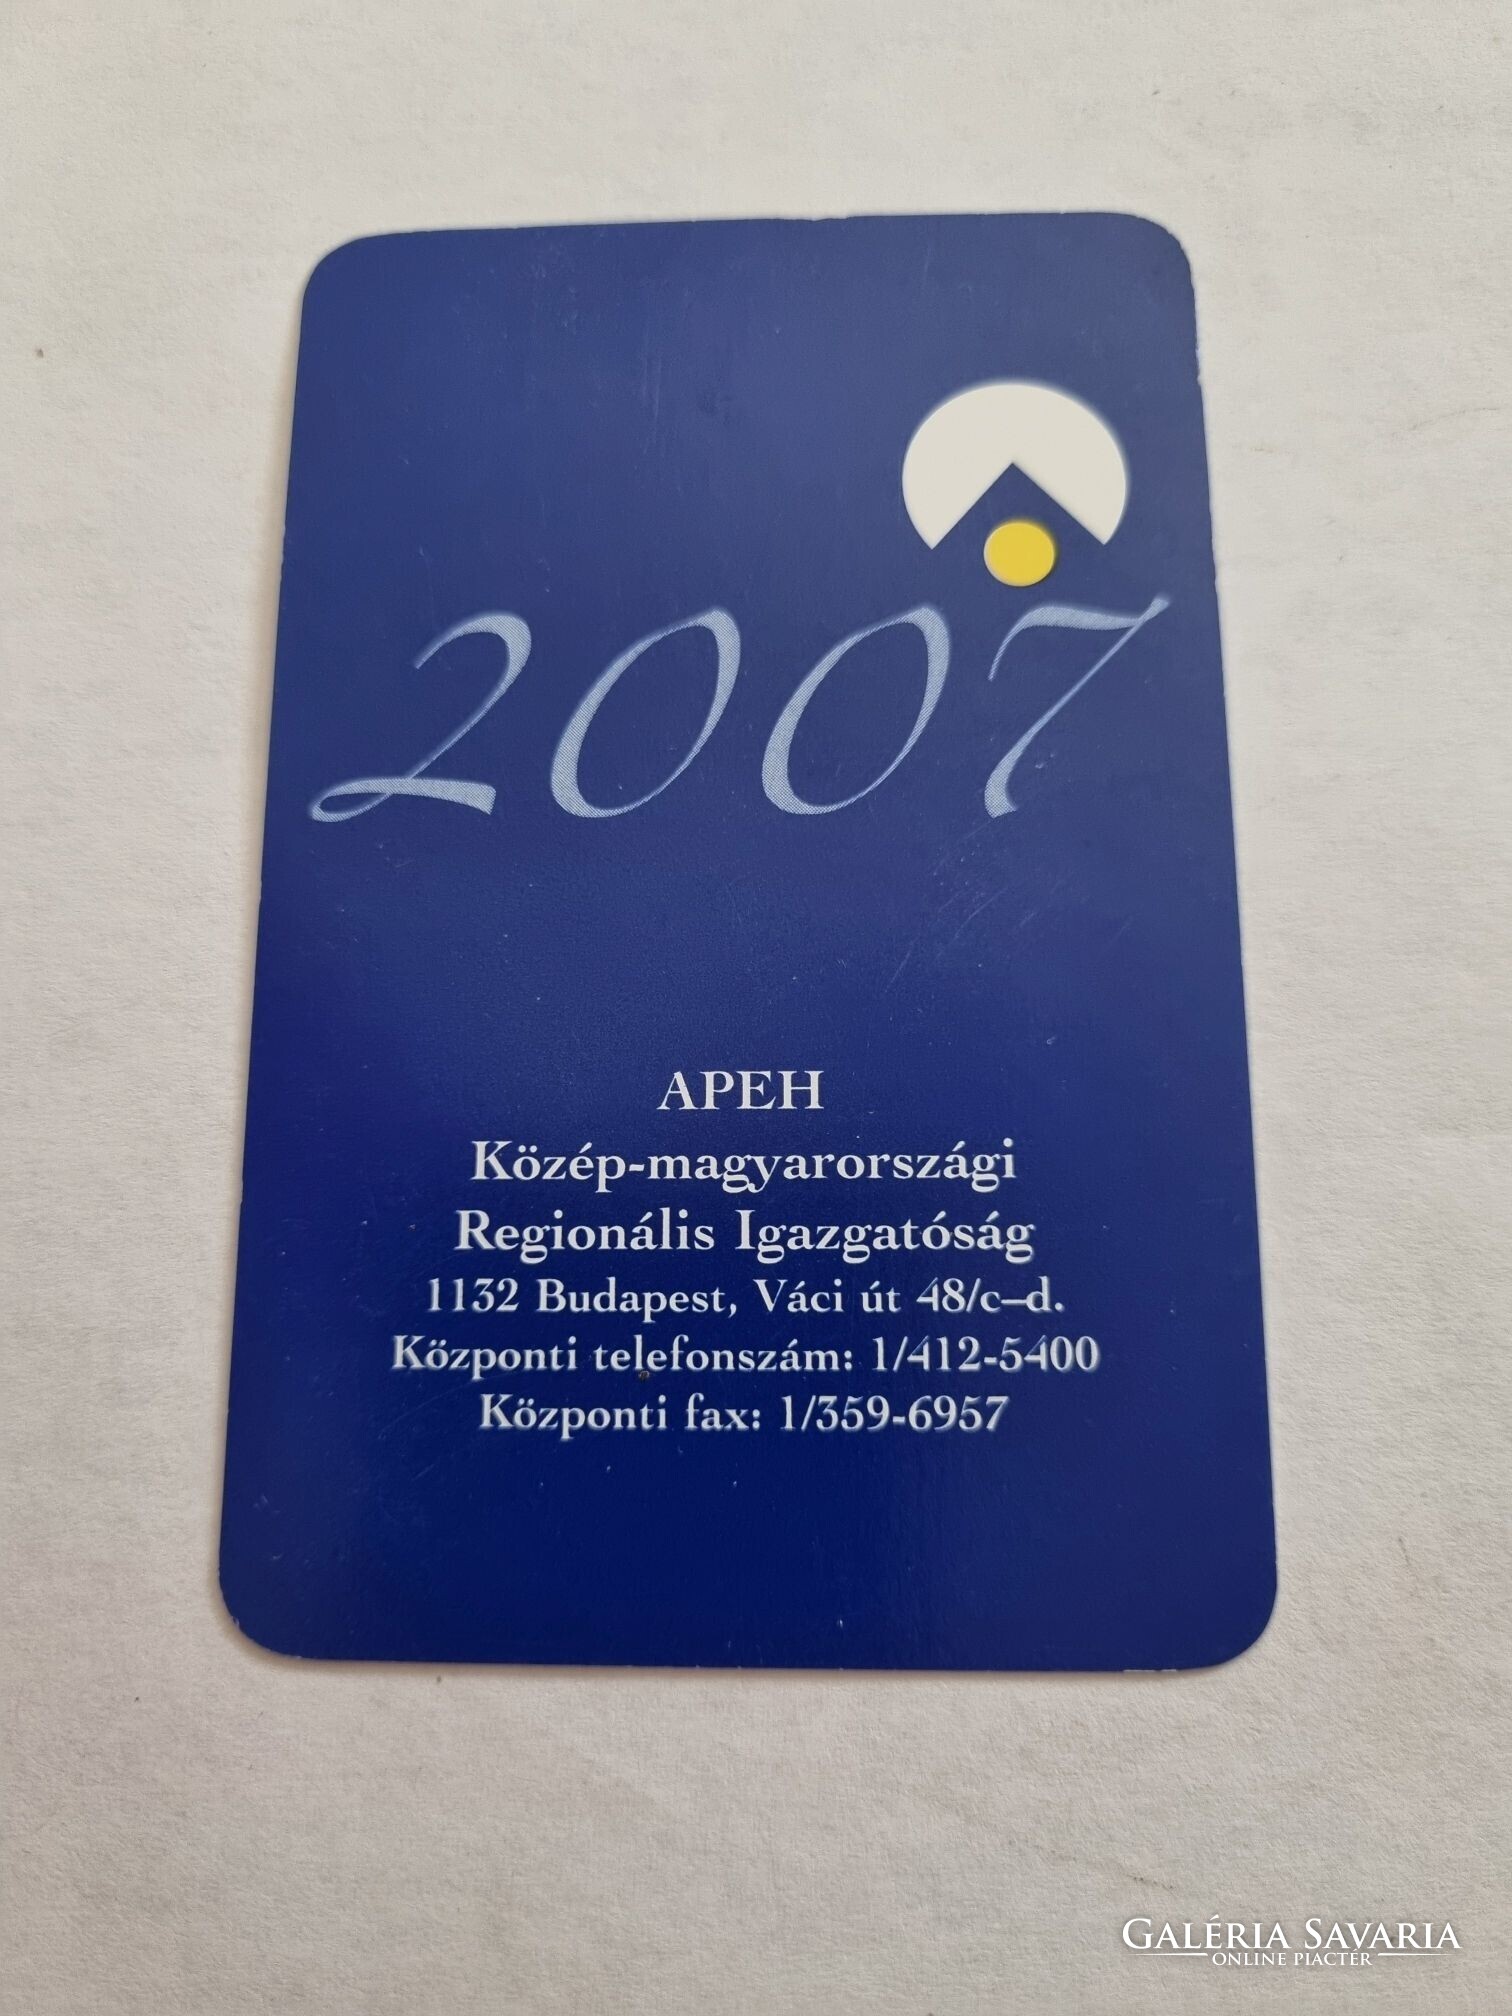 2007
APEH
Közép-magyarországi
Regionális Igazgatóság
1132 Budapest, Váci út 48/c–d.
Központi telefonszám: 1/412-5400
Központi fax: 1/359-6957
GALÉRIA SAVARIA
ONLINE PIACTÉR